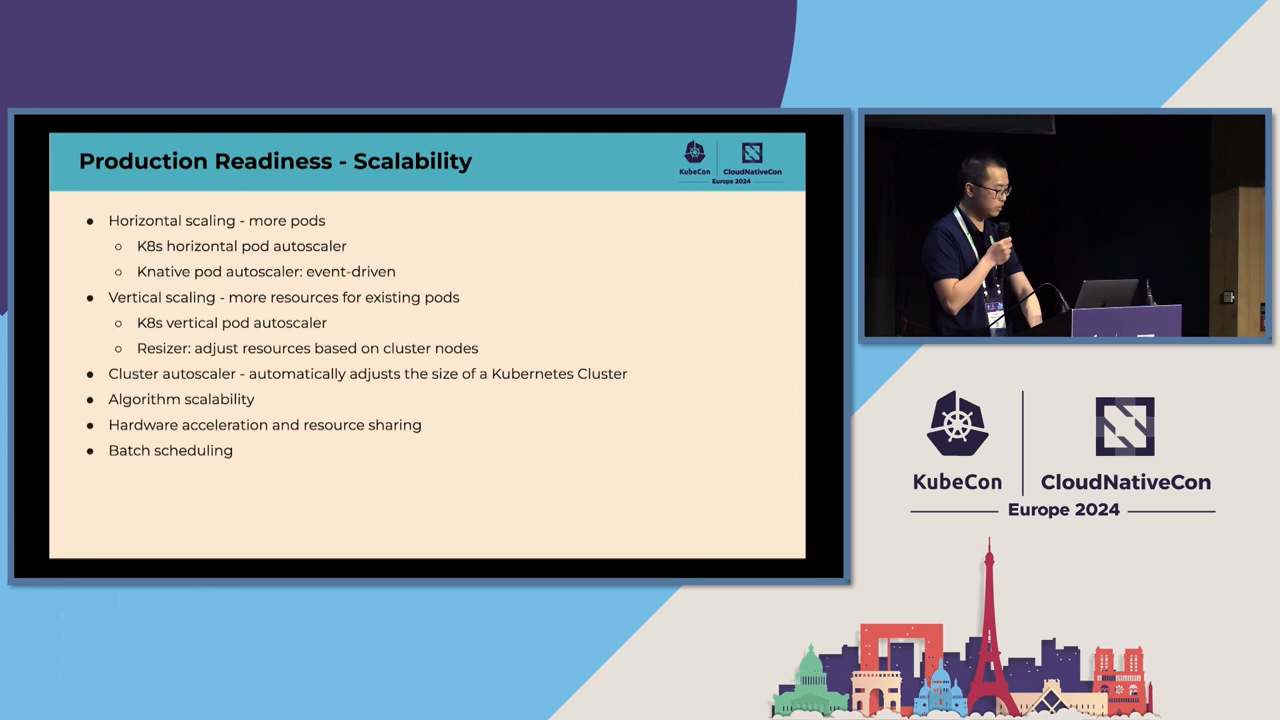 Production Readiness - Scalability
KubeCon
CloudNativeCon
Europe 2024
● Horizontal scaling - more pods
○ K8s horizontal pod autoscaler
○ Knative pod autoscaler: event-driven
● Vertical scaling - more resources for existing pods
○ K8s vertical pod autoscaler
○ Resizer: adjust resources based on cluster nodes
● Cluster autoscaler - automatically adjusts the size of a Kubernetes Cluster
● Algorithm scalability
● Hardware acceleration and resource sharing
● Batch scheduling
KubeCon
CloudNativeCon
Europe 2024